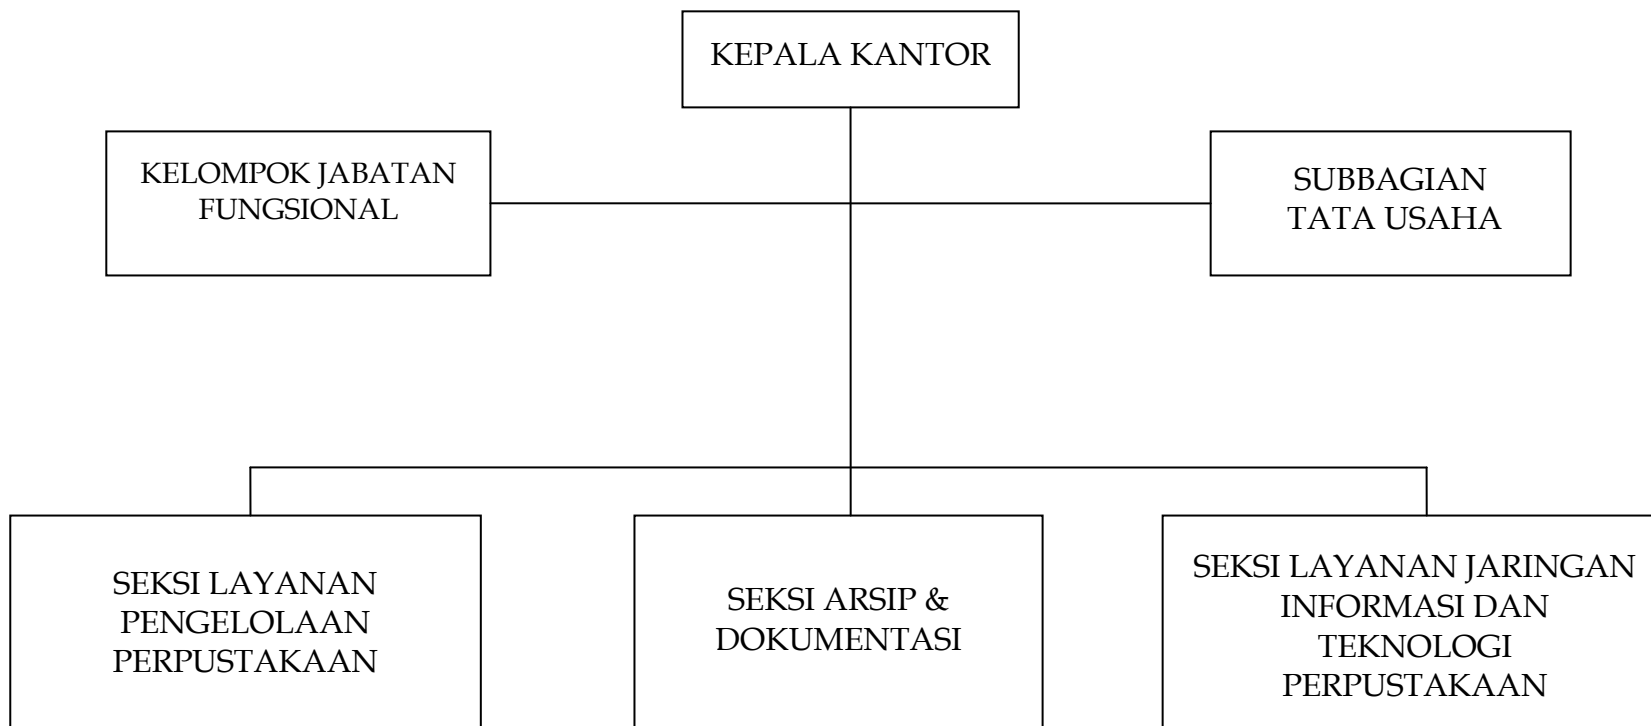 KEPALA KANTOR
KELOMPOK JABATAN
FUNGSIONAL
SUBBAGIAN
TATA USAHA
SEKSI LAYANAN
PENGELOLAAN
PERPUSTAKAAN
SEKSI ARSIP &
DOKUMENTASI
SEKSI LAYANAN JARINGAN
INFORMASI DAN
TEKNOLOGI
PERPUSTAKAAN